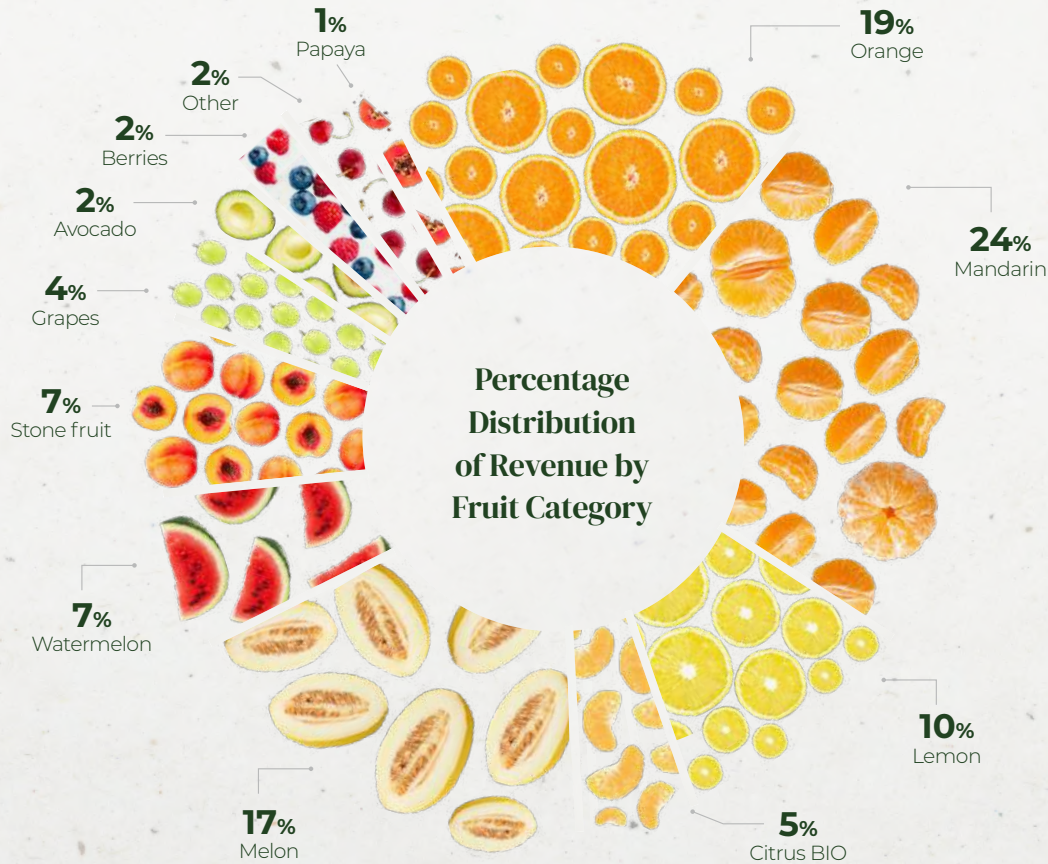 1%
Papaya
19%
Orange
2%
Other
2%
Berries
2%
Avocado
24%
Mandarin
4%
Grapes
7%
Stone fruit
Percentage
Distribution
of Revenue by
Fruit Category
7%
Watermelon
10%
Lemon
17%
Melon
5%
Citrus BIO